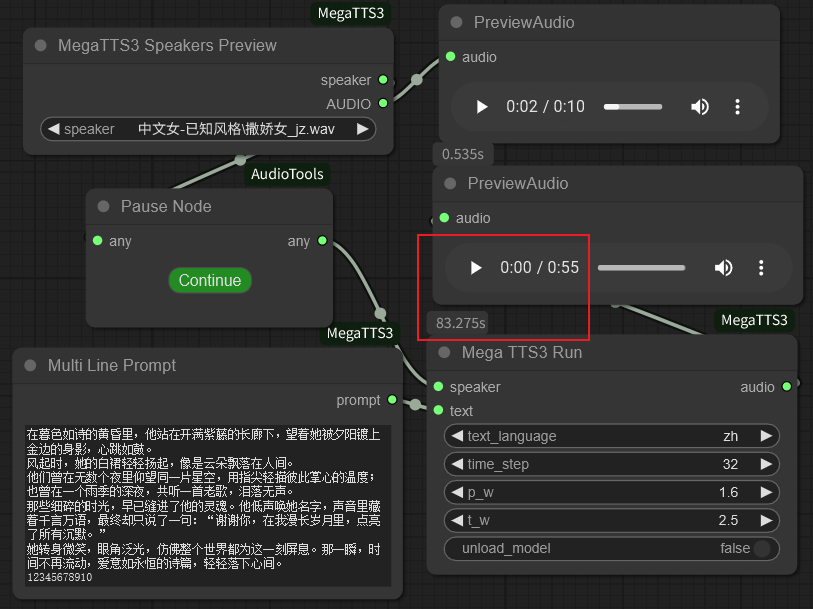 MegaTTS3
MegaTTS3 Speakers Preview
speaker
AUDIO
speaker 中文女-已知风格\撒娇女_jz.wav
PreviewAudio
audio
0:02 / 0:10
0.535s
AudioTools
Pause Node
any any
Continue
PreviewAudio
audio
0:00 / 0:55
83.275s
MegaTTS3
MegaTTS3
Multi Line Prompt
prompt
在暮色如诗的黄昏里，他站在开满紫藤的长廊下，望着她被夕阳镀上
金边的身影，心跳如鼓。
风起时，她的白裙轻轻扬起，像是云朵飘落在人间。
他们曾在无数个夜里仰望同一片星空，用指尖轻描彼此掌心的温度；
也曾在一个雨季的深夜，共听一首老歌，泪落无声。
那些细碎的时光，早已缝进了他的灵魂。他低声唤她名字，声音里藏
着千言万语，最终却只说了一句：“谢谢你，在我漫长岁月里，点亮
了所有沉默。”
她转身微笑，眼角泛光，仿佛整个世界都为这一刻屏息。那一瞬，时
间不再流动，爱意如永恒的诗篇，轻轻落下心间。
12345678910
Mega TTS3 Run
speaker audio
text
text_language zh
time_step 32
p_w 1.6
t_w 2.5
unload_model false